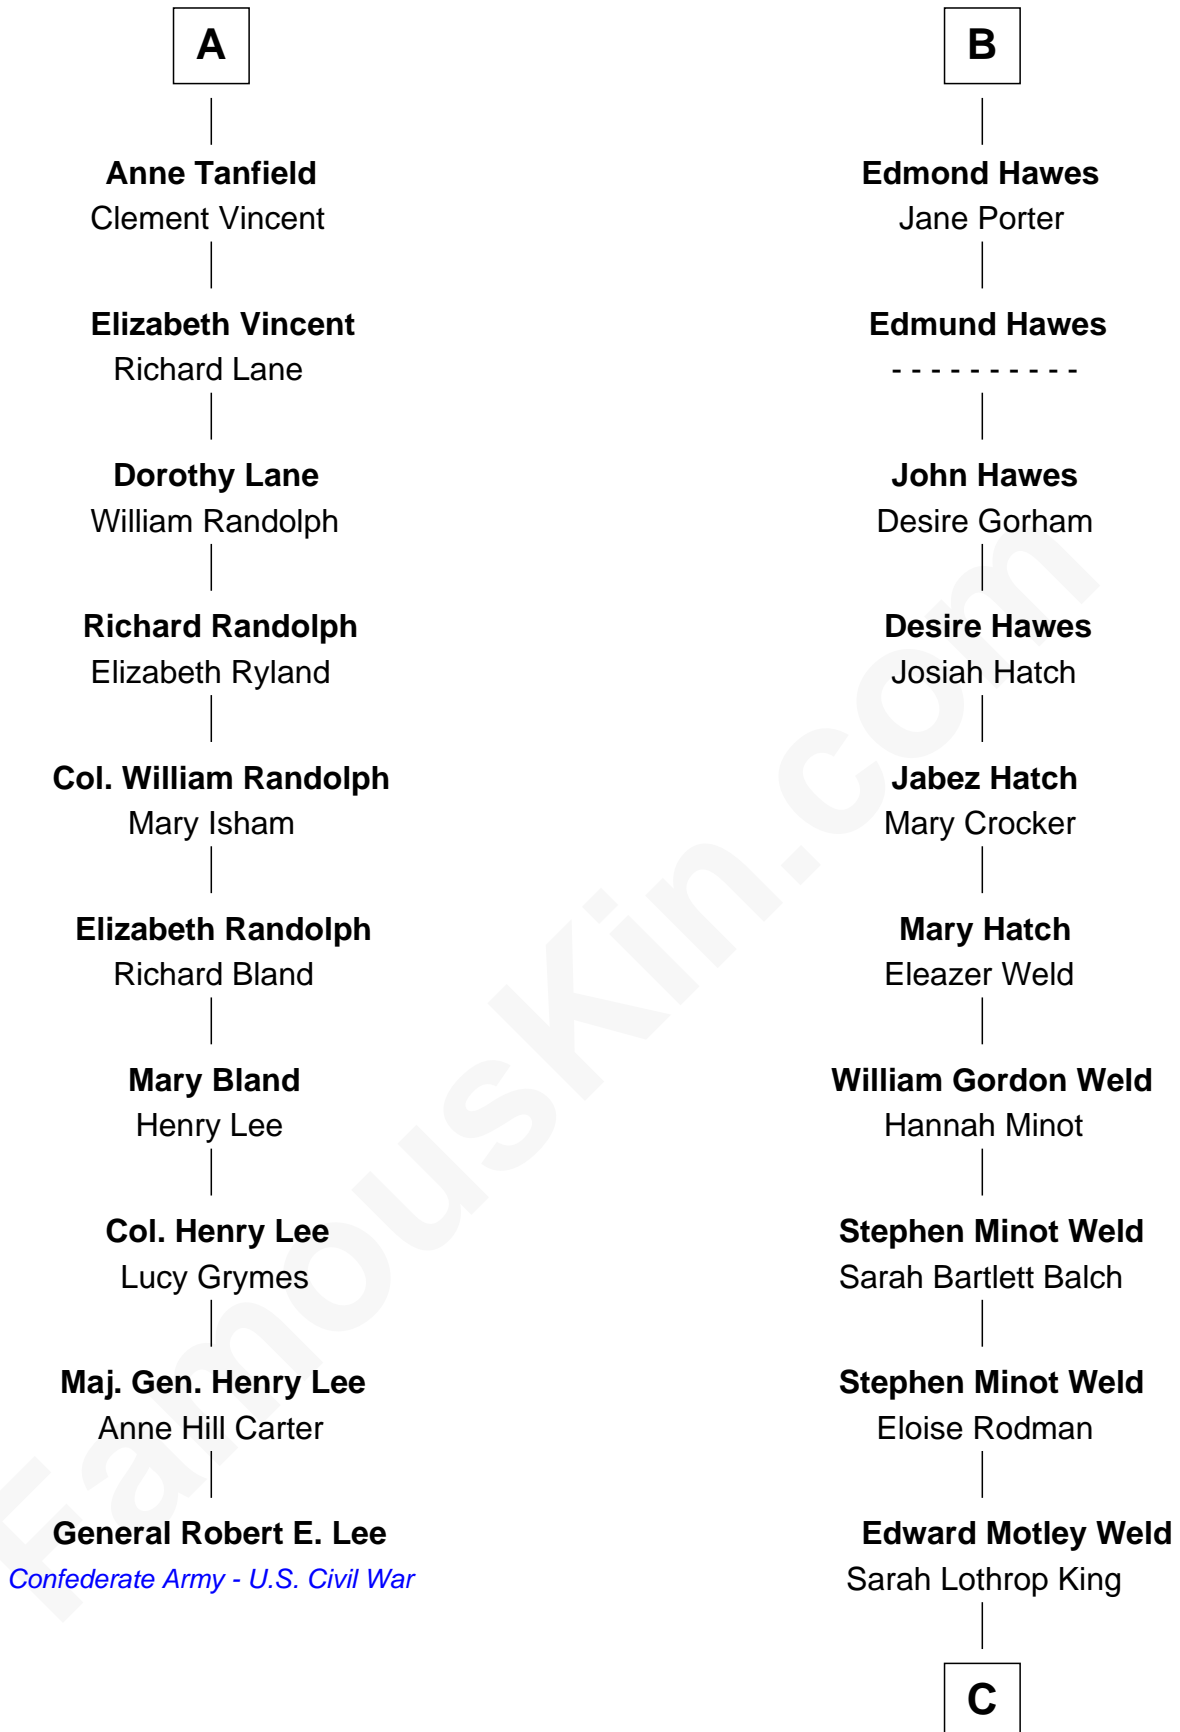 A
Anne Tanfield
Clement Vincent
Elizabeth Vincent
Richard Lane
Dorothy Lane
William Randolph
Richard Randolph
Elizabeth Ryland
Col. William Randolph
Mary Isham
Elizabeth Randolph
Richard Bland
Mary Bland
Henry Lee
Col. Henry Lee
Lucy Grymes
Maj. Gen. Henry Lee
Anne Hill Carter
General Robert E. Lee
Confederate Army - U.S. Civil War
B
Edmond Hawes
Jane Porter
Edmund Hawes
- - - - - - - - - -
John Hawes
Desire Gorham
Desire Hawes
Josiah Hatch
Jabez Hatch
Mary Crocker
Mary Hatch
Eleazer Weld
William Gordon Weld
Hannah Minot
Stephen Minot Weld
Sarah Bartlett Balch
Stephen Minot Weld
Eloise Rodman
Edward Motley Weld
Sarah Lothrop King
C
FamousKin.com